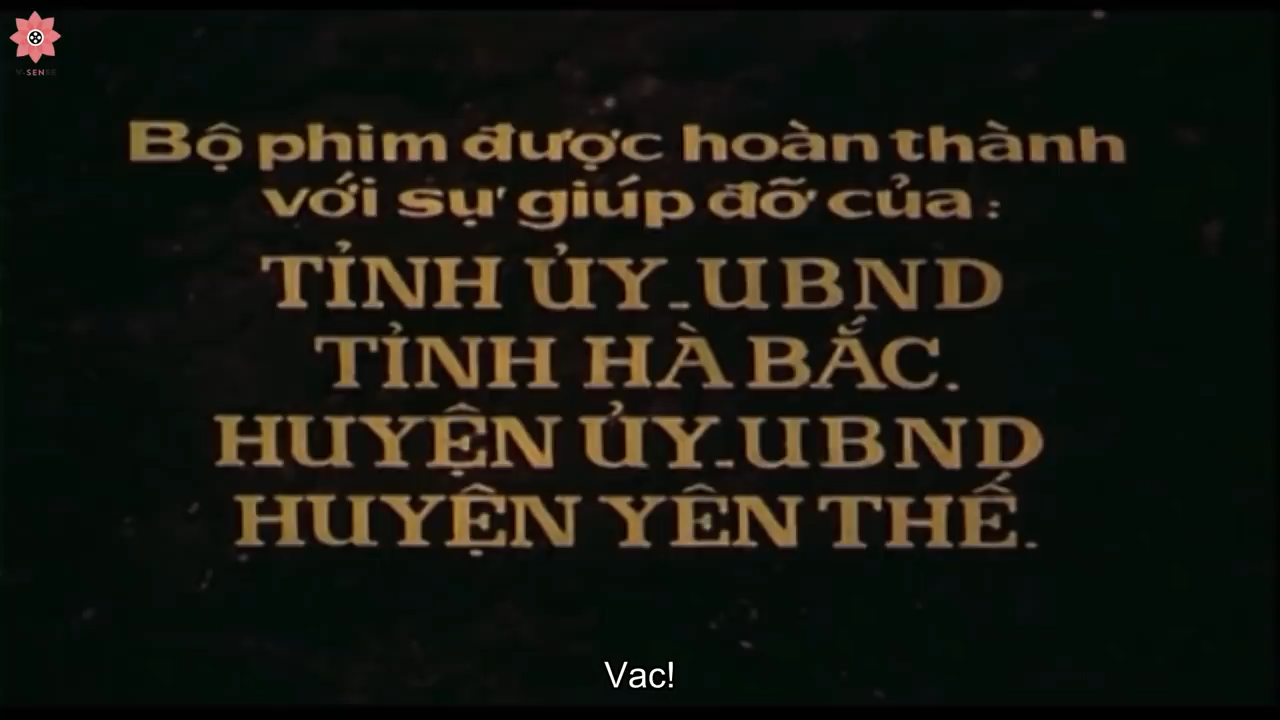 V-SENSE
Bộ phim được hoàn thành
với sự giúp đỡ của :
TỈNH ỦY_UBND
TỈNH HÀ BẮC.
HUYỆN ỦY_UBND
HUYỆN YÊN THẾ.
Vac!